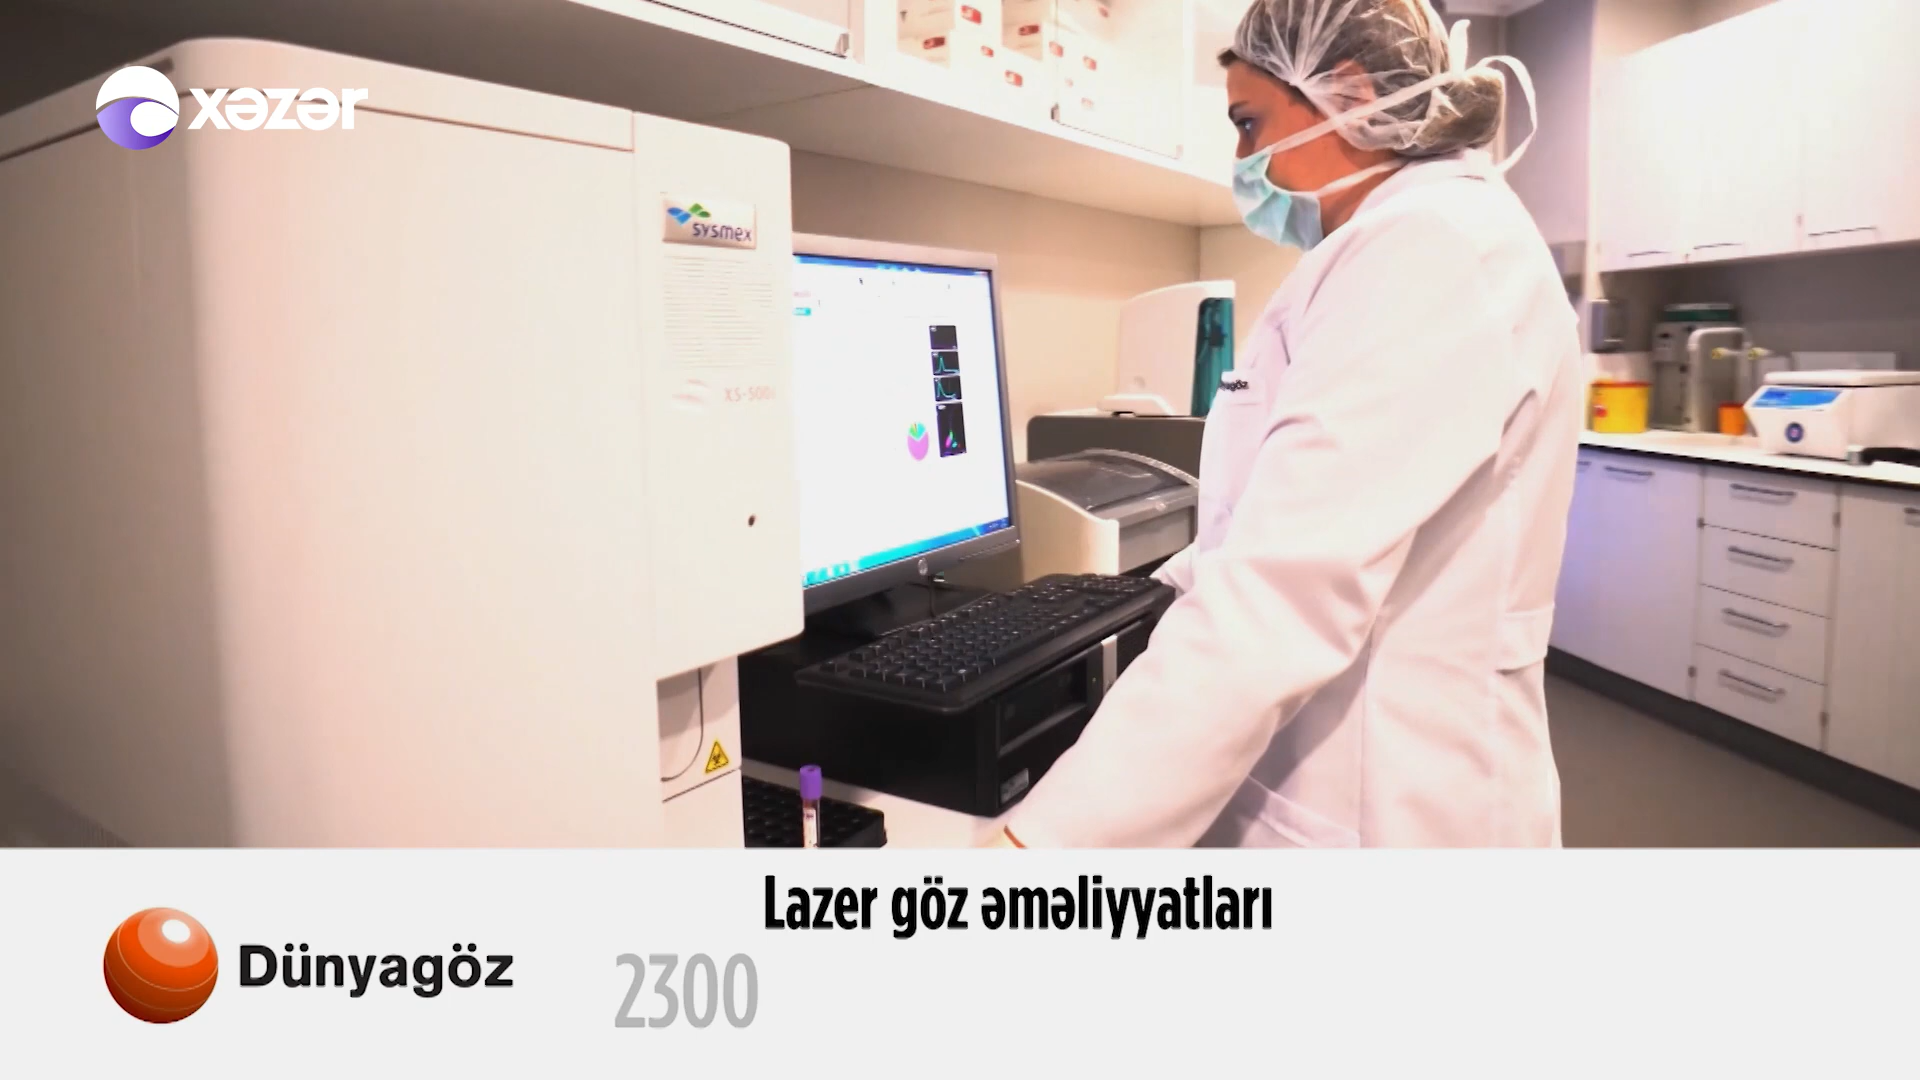 xəzər
sysmex
XS-500i
Lazer göz əməliyyatları
Dünyagöz
2300